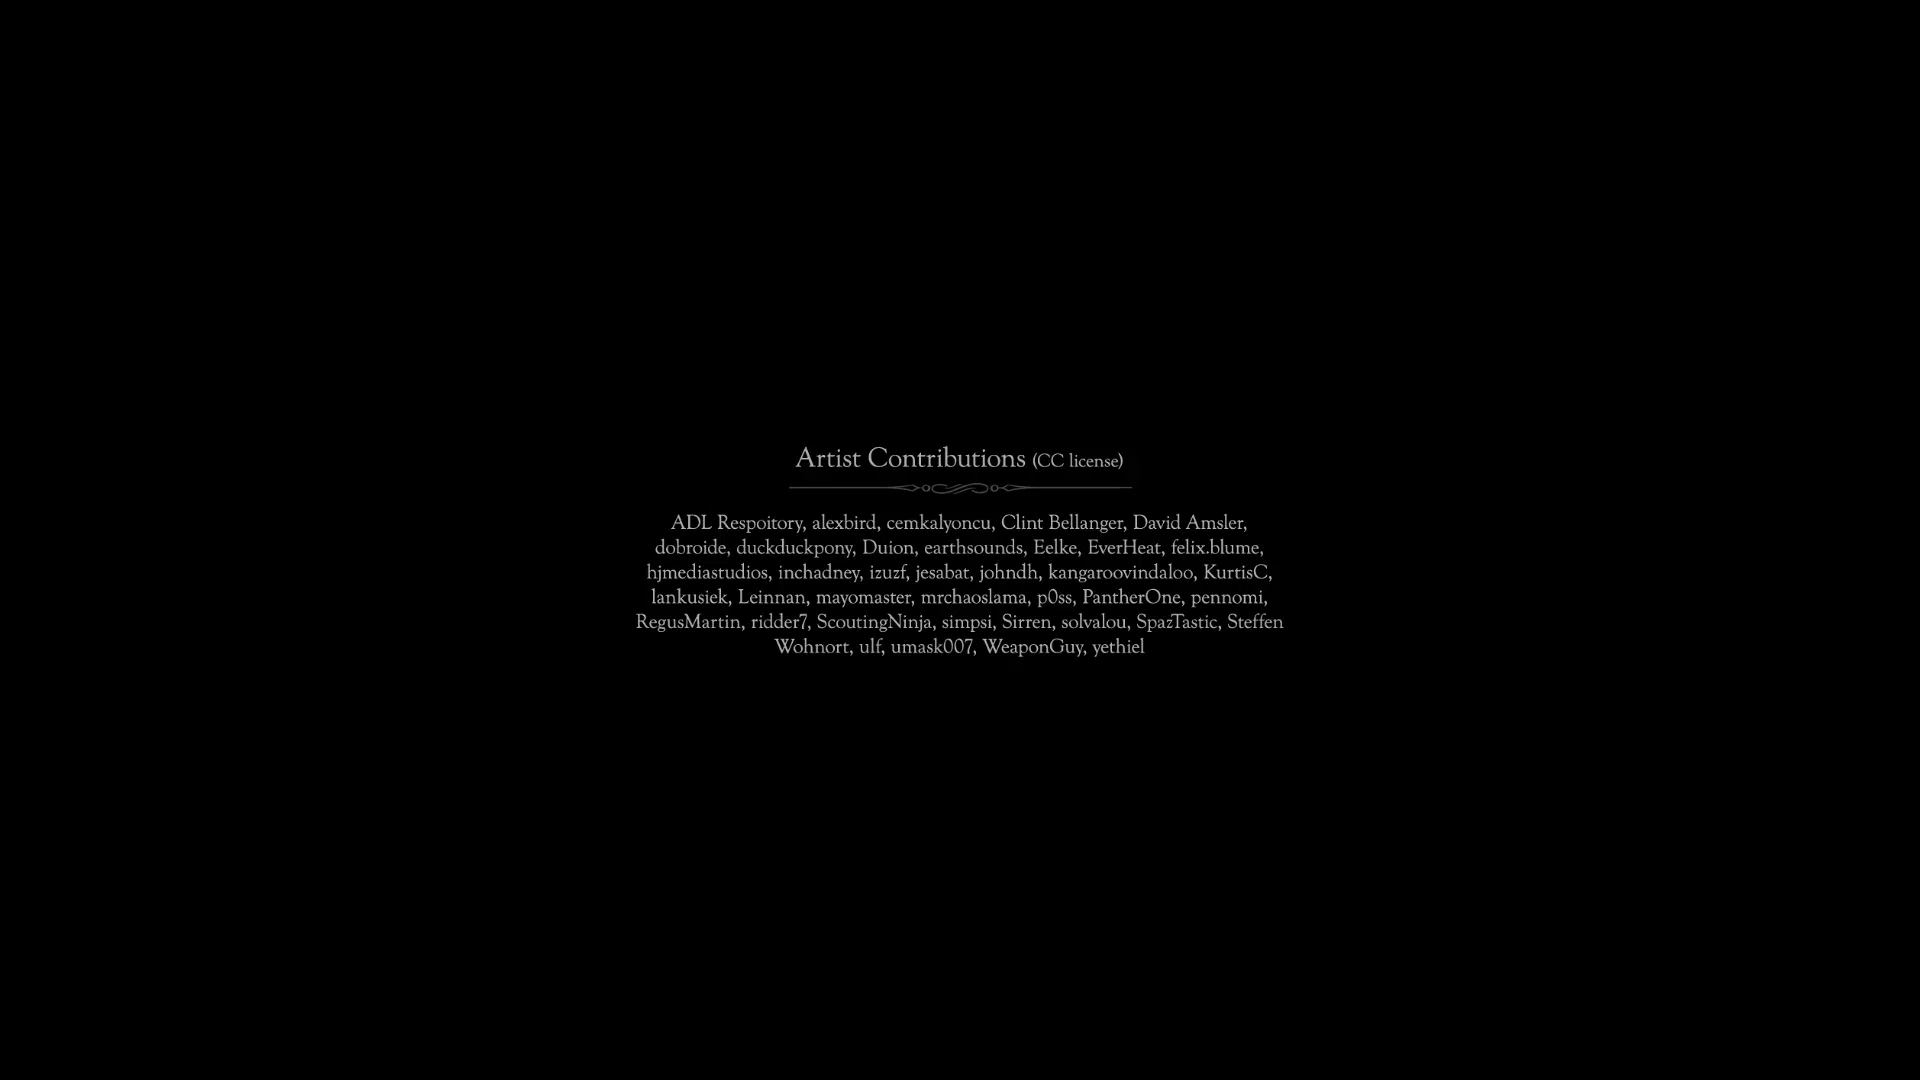 Artist Contributions (CC license)
ADL Respoitory, alexbird, cemkalyoncu, Clint Bellanger, David Amsler,
dobroide, duckduckpony, Duion, earthsounds, Eelke, EverHeat, felix.blume,
hjmediastudios, inchadney, izuzf, jesabat, johndh, kangaroovindaloo, KurtisC,
lankusiek, Leinnan, mayomaster, mrchaoslama, p0ss, PantherOne, pennomi,
RegusMartin, ridder7, ScoutingNinja, simpsi, Sirren, solvalou, SpazTastic, Steffen
Wohnort, ulf, umask007, WeaponGuy, yethiel